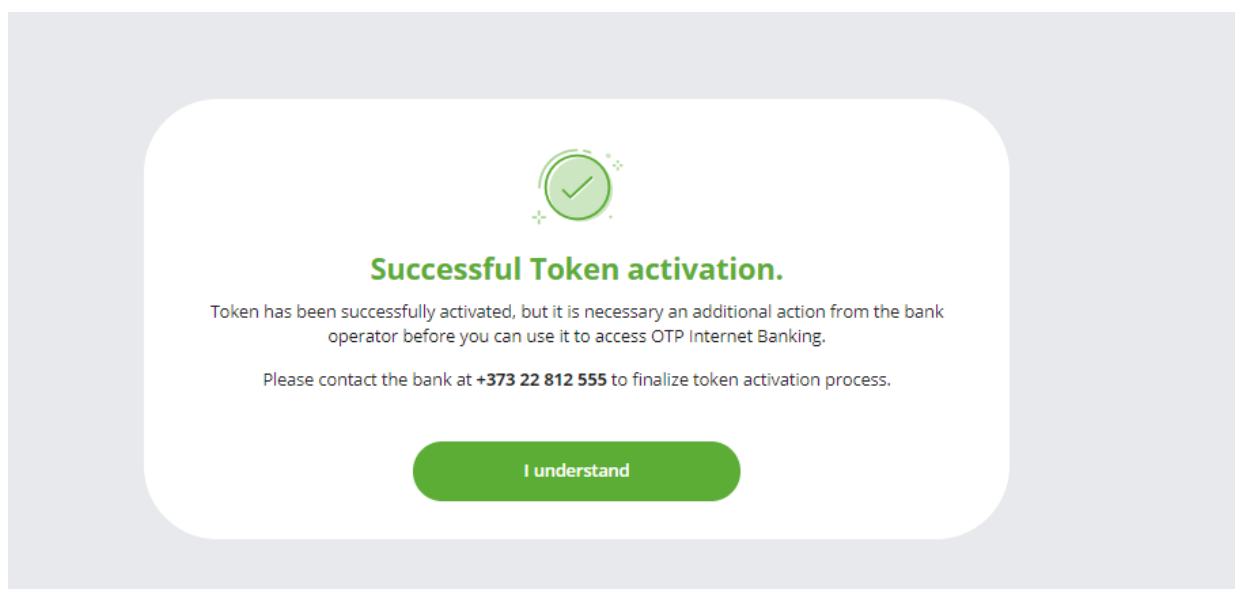 Successful Token activation.
Token has been successfully activated, but it is necessary an additional action from the bank
operator before you can use it to access OTP Internet Banking.
Please contact the bank at +373 22 812 555 to finalize token activation process.
I understand